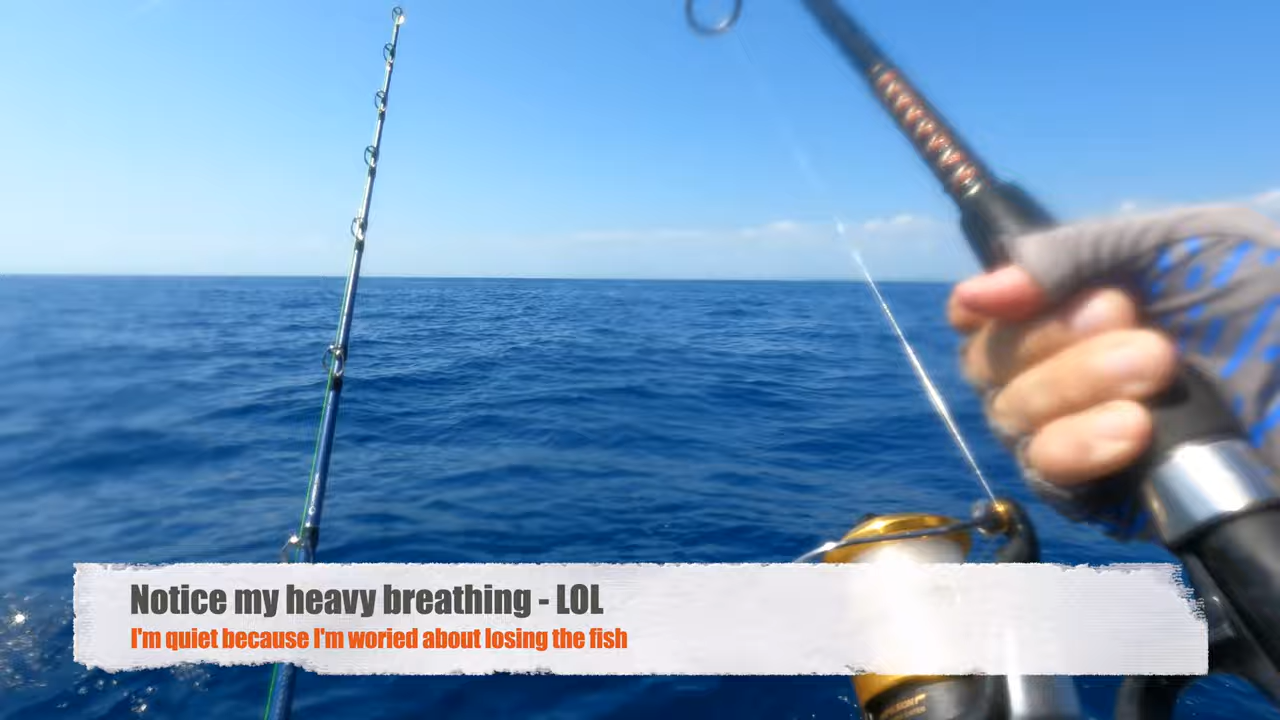 Notice my heavy breathing - LOL
I'm quiet because I'm woried about losing the fish